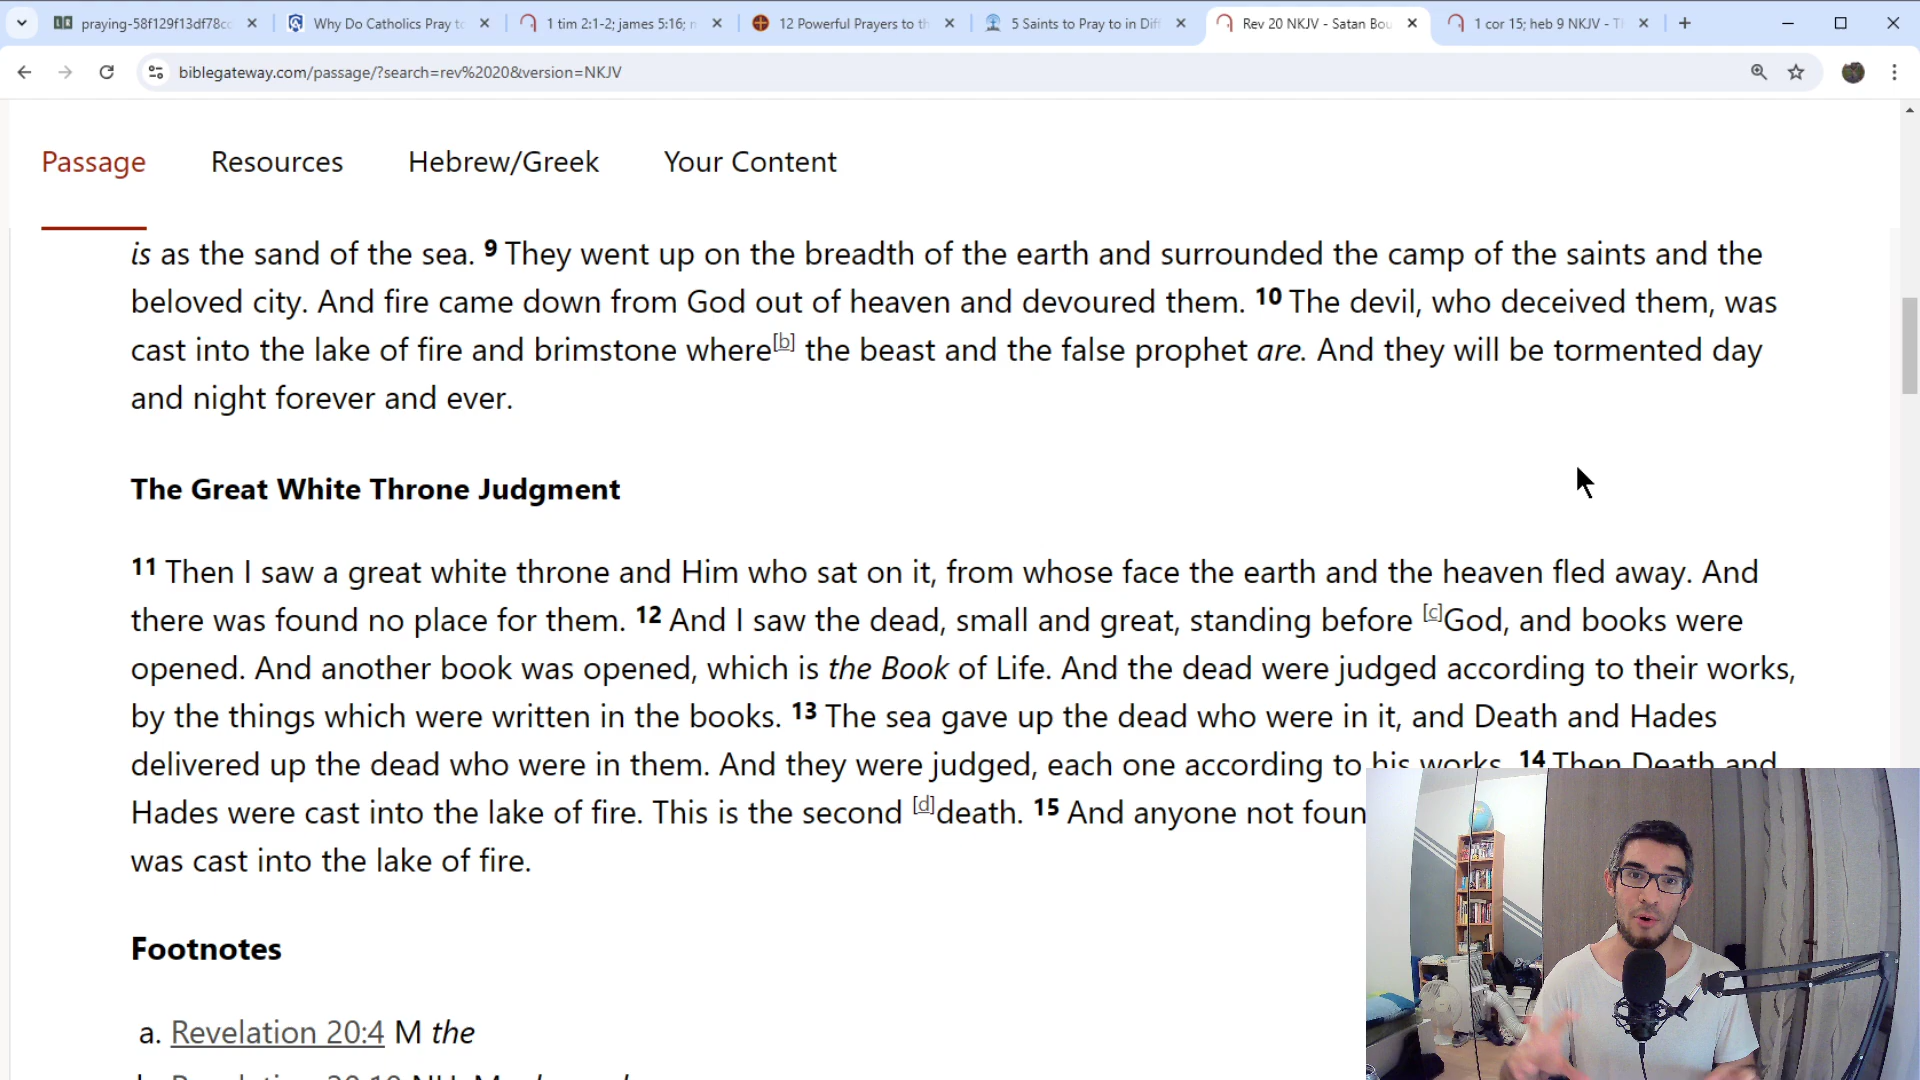 praying-58f129f13df78cc
Why Do Catholics Pray to
1 tim 2:1-2; james 5:16;
12 Powerful Prayers to th
5 Saints to Pray to in Diff
Rev 20 NKJV - Satan Bou
1 cor 15; heb 9 NKJV -
biblegateway.com/passage/?search=rev%2020&version=NKJV
Passage
Resources
Hebrew/Greek
Your Content
is as the sand of the sea. 9 They went up on the breadth of the earth and surrounded the camp of the saints and the
beloved city. And fire came down from God out of heaven and devoured them. 10 The devil, who deceived them, was
cast into the lake of fire and brimstone where[b] the beast and the false prophet are. And they will be tormented day
and night forever and ever.
The Great White Throne Judgment
11 Then I saw a great white throne and Him who sat on it, from whose face the earth and the heaven fled away. And
there was found no place for them. 12 And I saw the dead, small and great, standing before [c]God, and books were
opened. And another book was opened, which is the Book of Life. And the dead were judged according to their works,
by the things which were written in the books. 13 The sea gave up the dead who were in it, and Death and Hades
delivered up the dead who were in them. And they were judged, each one according to his works. 14 Then Death and
Hades were cast into the lake of fire. This is the second [d]death. 15 And anyone not foun
was cast into the lake of fire.
Footnotes
a. Revelation 20:4 M the